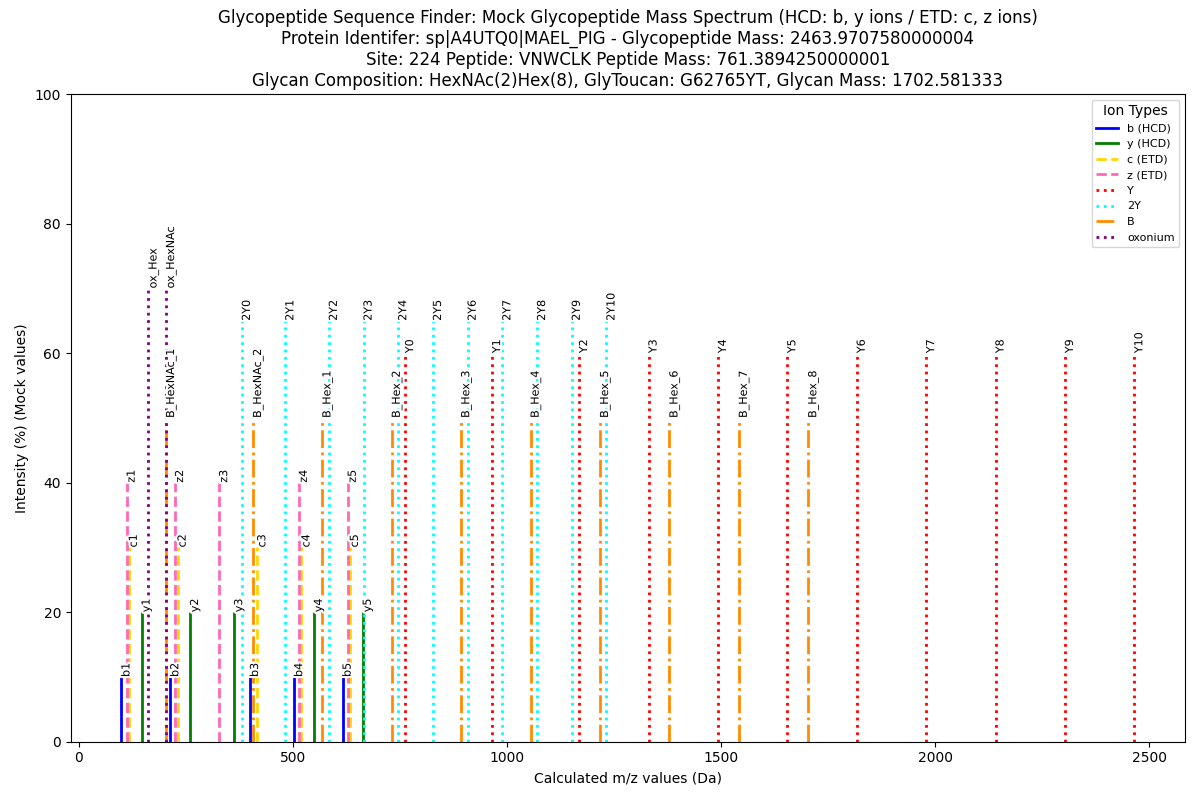 Glycopeptide Sequence Finder: Mock Glycopeptide Mass Spectrum (HCD: b, y ions / ETD: c, z ions)
Protein Identifer: sp|A4UTQ0|MAEL_PIG - Glycopeptide Mass: 2463.9707580000004
Site: 224 Peptide: VNWCLK Peptide Mass: 761.3894250000001
Glycan Composition: HexNAc(2)Hex(8), GlyToucan: G62765YT, Glycan Mass: 1702.581333
Intensity (%) (Mock values)
100
80
60
40
20
0
Ion Types
b (HCD)
y (HCD)
c (ETD)
z (ETD)
Y
2Y
B
oxonium
ox_Hex
ox_HexNAc
2Y0
2Y1
2Y2
2Y3
2Y4
2Y5
2Y6
2Y7
2Y8
2Y9
2Y10
Y0
Y1
Y2
Y3
Y4
Y5
Y6
Y7
Y8
Y9
Y10
B_HexNAc_1
B_HexNAc_2
B_Hex_1
B_Hex_2
B_Hex_3
B_Hex_4
B_Hex_5
B_Hex_6
B_Hex_7
B_Hex_8
z1
z2
z3
z4
z5
c1
c2
c3
c4
c5
y1
y2
y3
y4
y5
b1
b2
b3
b4
b5
0
500
1000
1500
2000
2500
Calculated m/z values (Da)